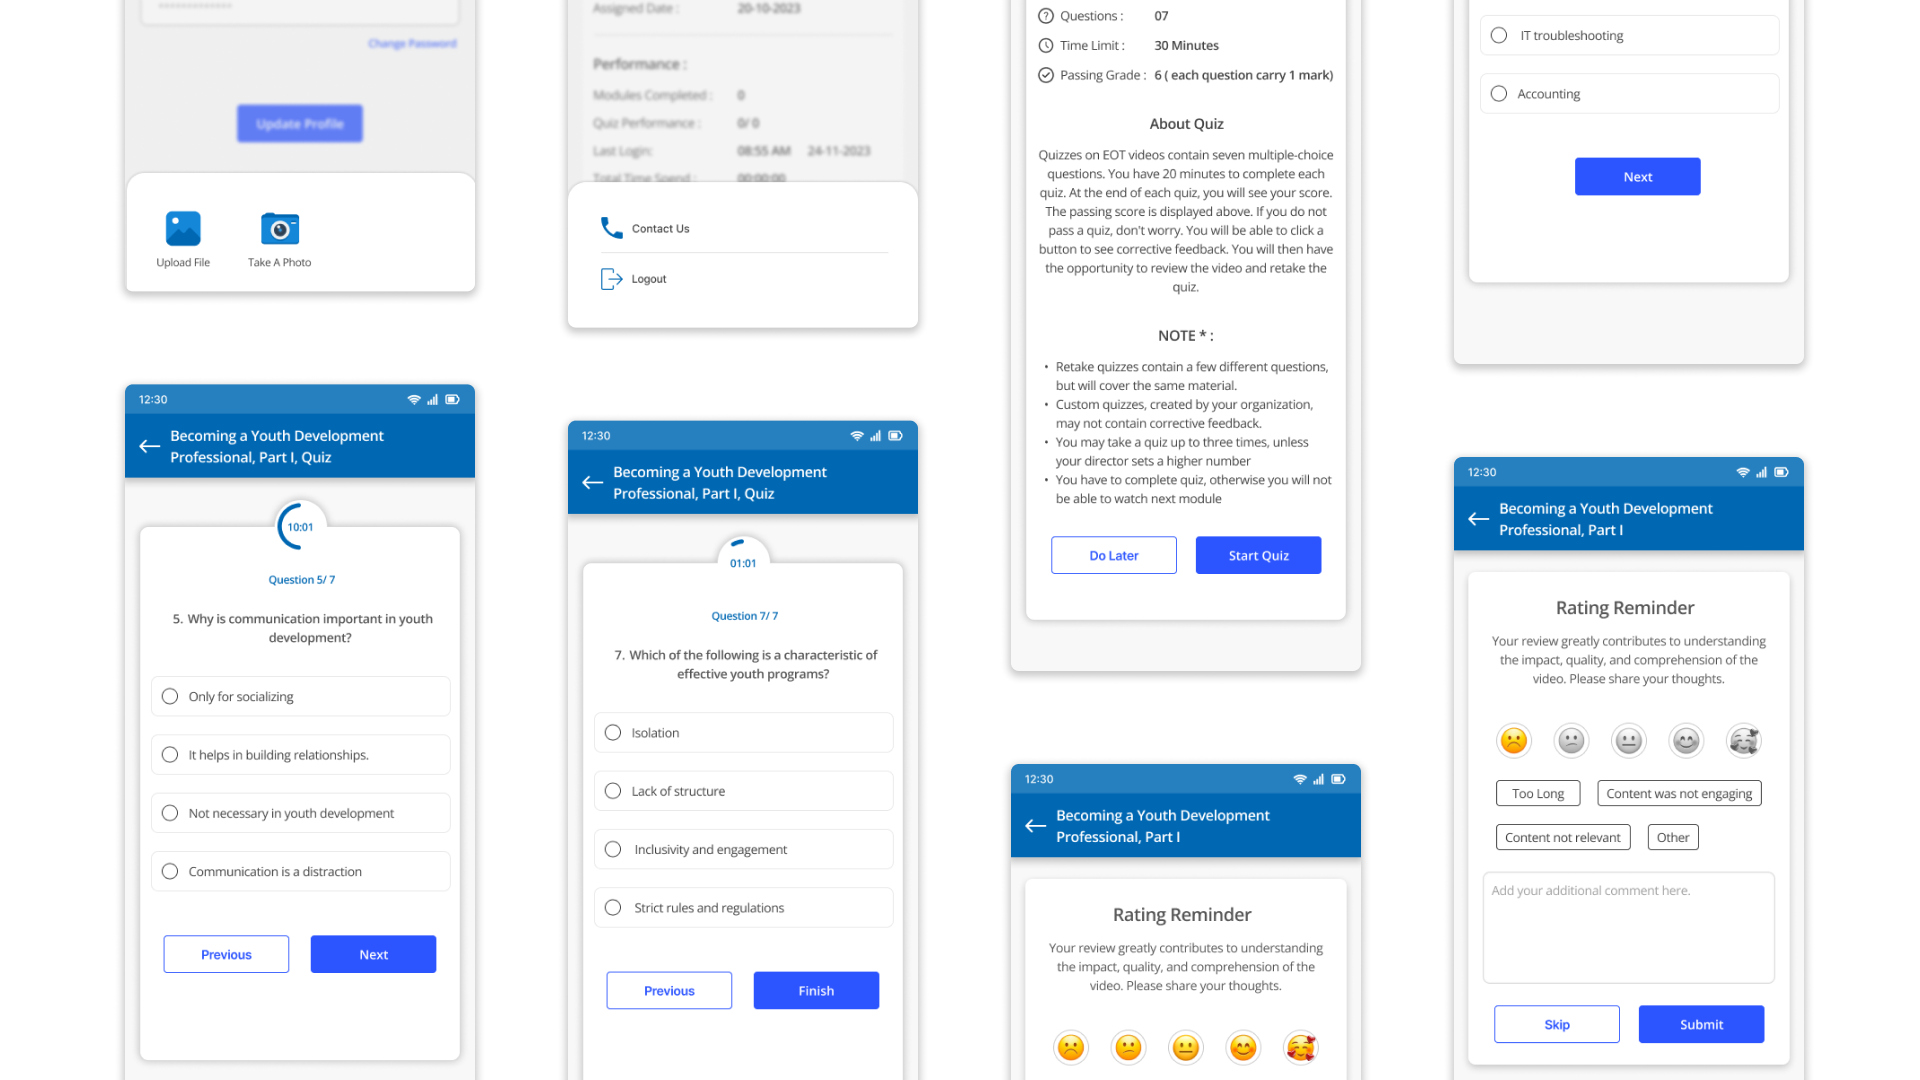 Change Password
Update Profile
Upload File
Take A Photo
12:30
Becoming a Youth Development
Professional, Part I, Quiz
10:01
Question 5/ 7
5. Why is communication important in youth
development?
Only for socializing
It helps in building relationships.
Not necessary in youth development
Communication is a distraction
Previous
Next
Assigned Date :
20-10-2023
Performance :
Modules Completed :
0
Quiz Performance :
0/ 0
Last Login:
08:55 AM
24-11-2023
Total Time Spend :
00:00:00
Contact Us
Logout
12:30
Becoming a Youth Development
Professional, Part I, Quiz
01:01
Question 7/ 7
7. Which of the following is a characteristic of
effective youth programs?
Isolation
Lack of structure
Inclusivity and engagement
Strict rules and regulations
Previous
Finish
Questions :
07
Time Limit :
30 Minutes
Passing Grade :
6 ( each question carry 1 mark)
About Quiz
Quizzes on EOT videos contain seven multiple-choice
questions. You have 20 minutes to complete each
quiz. At the end of each quiz, you will see your score.
The passing score is displayed above. If you do not
pass a quiz, don't worry. You will be able to click a
button to see corrective feedback. You will then have
the opportunity to review the video and retake the
quiz.
NOTE * :
• Retake quizzes contain a few different questions,
but will cover the same material.
• Custom quizzes, created by your organization,
may not contain corrective feedback.
• You may take a quiz up to three times, unless
your director sets a higher number
• You have to complete quiz, otherwise you will not
be able to watch next module
Do Later
Start Quiz
12:30
Becoming a Youth Development
Professional, Part I
Rating Reminder
Your review greatly contributes to understanding
the impact, quality, and comprehension of the
video. Please share your thoughts.
IT troubleshooting
Accounting
Next
12:30
Becoming a Youth Development
Professional, Part I
Rating Reminder
Your review greatly contributes to understanding
the impact, quality, and comprehension of the
video. Please share your thoughts.
Too Long
Content was not engaging
Content not relevant
Other
Add your additional comment here.
Skip
Submit